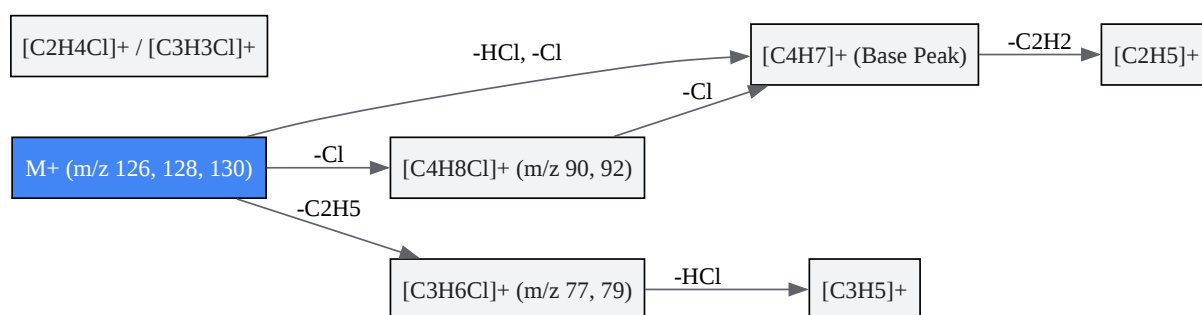 [C2H4Cl]+ / [C3H3Cl]+
-HCl, -Cl
[C4H7]+ (Base Peak)
-C2H2
[C2H5]+
-Cl
M+ (m/z 126, 128, 130)
-Cl
[C4H8Cl]+ (m/z 90, 92)
-C2H5
[C3H6Cl]+ (m/z 77, 79)
-HCl
[C3H5]+